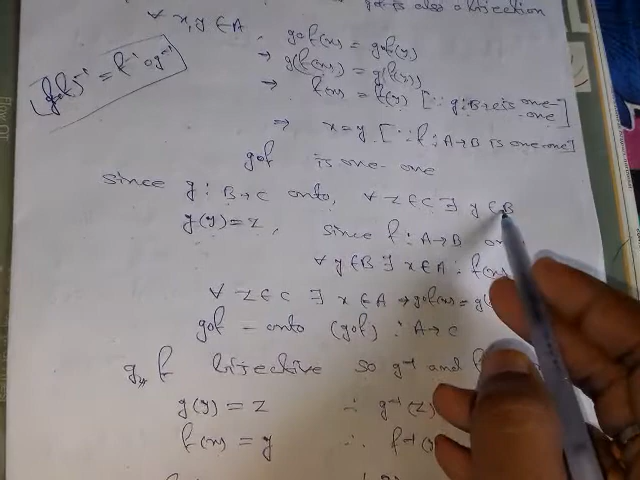 is also bijection
∀ x, y ∈ A, gof(x) = gof(y)
→ g(f(x)) = g(f(y))
(gof)⁻¹ = f⁻¹ o g⁻¹
→ f(x) = f(y) [∵ g: B→C is one-one]
⇒ x = y [∵ f: A→B is one-one]
gof is one-one
since g: B→C onto, ∀ z ∈ C ∃ y ∈ B
g(y) = z, since f: A→B
∀ y ∈ B ∃ x ∈ A : f(x)
∀ z ∈ C ∃ x ∈ A → gof(x) = g(
gof - onto (gof) : A→C
g, f bijective so g⁻¹ and
g(y) = z ∴ g⁻¹(z)
f(x) = y ∴ f⁻¹(y